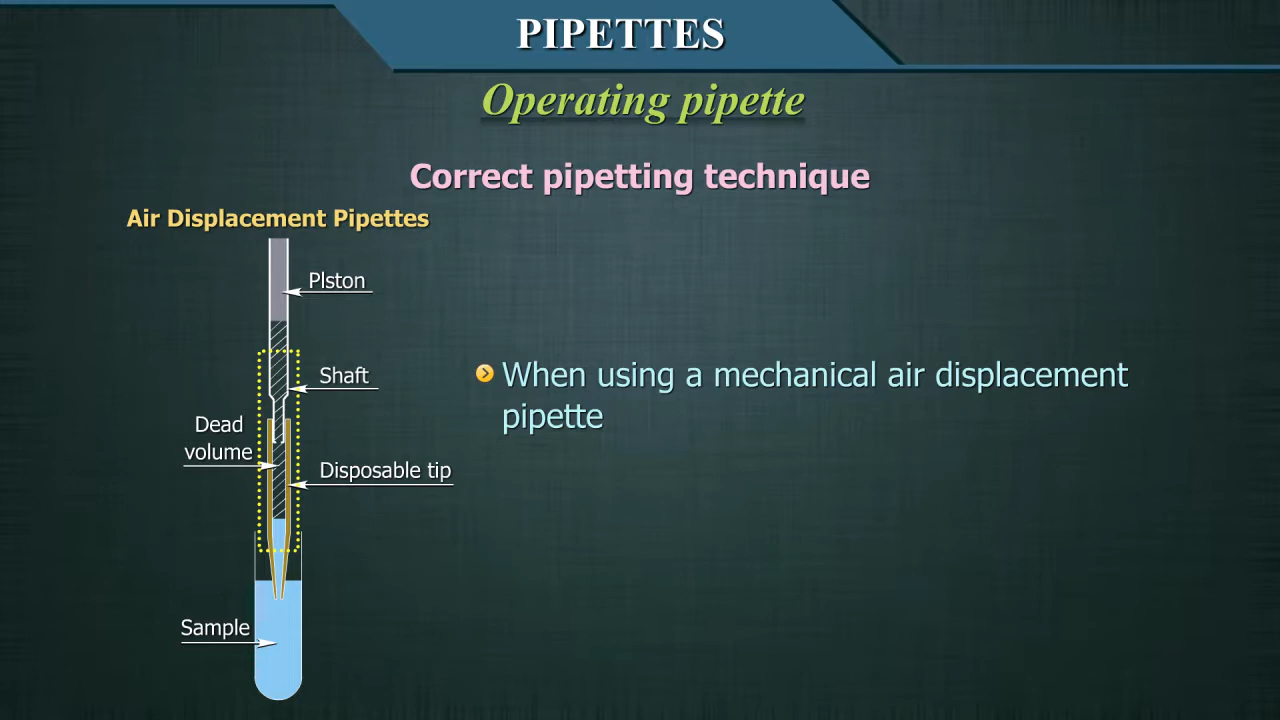 PIPETTES
Operating pipette
Correct pipetting technique
Air Displacement Pipettes
Plston
Shaft
Dead
volume
Disposable tip
Sample
When using a mechanical air displacement
pipette